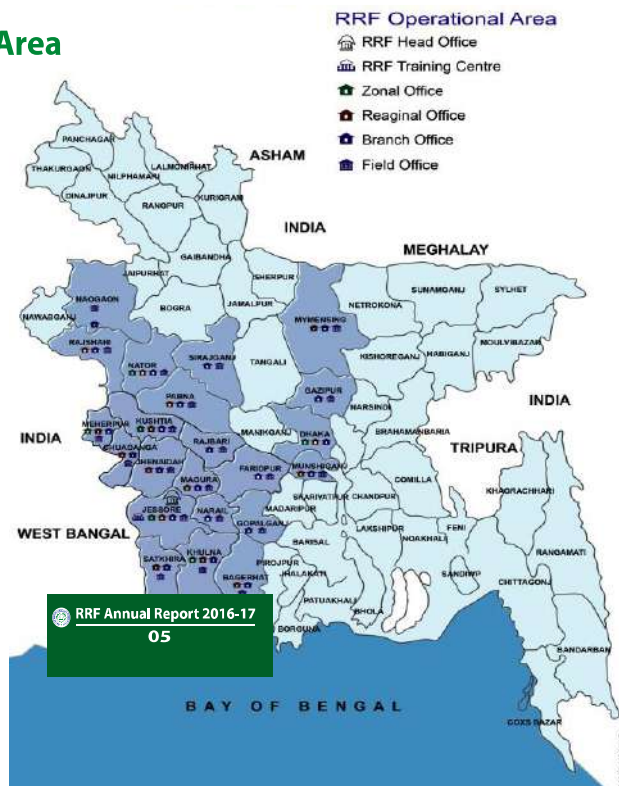 Area
RRF Operational Area
RRF Head Office
RRF Training Centre
Zonal Office
Reaginal Office
Branch Office
Field Office
PANCHAGAR
THAKURGAON
NILPHAMARI
LALMONIRHAT
ASHAM
DINAJPUR
RANGPUR
KURIGRAM
INDIA
MEGHALAY
GAIBANDHA
JAIPURHAT
SHERPUR
NAOGAON
BOGRA
JAMALPUR
NAWABGANJ
MYMENSING
NETROKONA
SUNAMGANJ
SYLHET
RAJSHAHI
NATOR
SIRAJGANJ
TANGALI
KISHOREGANJ
HABIGANJ
MOULVIBAZAR
PABNA
GAZIPUR
NARSINDI
INDIA
INDIA
MEHERPUR
KUSHTIA
RAJBARI
MANIKGANJ
DHAKA
BRAHAMANBARIA
TRIPURA
CHUADANGA
JHENAIDAH
FARIDPUR
MUNSHIGANJ
MAGURA
COMILLA
KHAGRACHHARI
SHARIYATPUR
CHANDPUR
WEST BANGAL
JESSORE
NARAIL
MADARIPUR
GOPALGANJ
LAKSHIPUR
FENI
NOAKHALI
RANGAMATI
BARISAL
SATKHIRA
KHULNA
PIROJPUR
JHALAKATI
SANDIWP
CHITTAGONJ
BAGERHAT
PATUAKHALI
BHOLA
BORGUNA
RRF Annual Report 2016-17
05
BANDARBAN
BAY OF BENGAL
COXS BAZAR